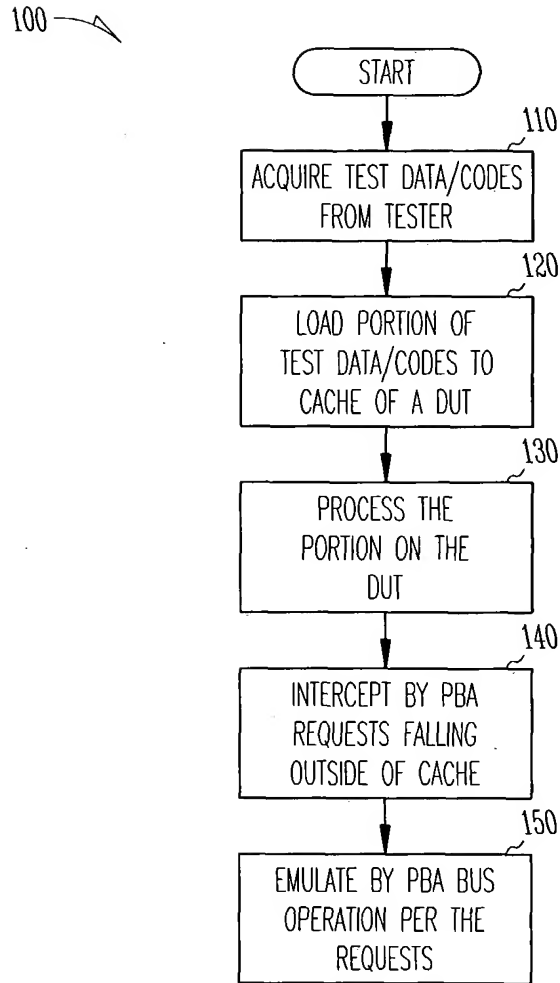 100
START
110
ACQUIRE TEST DATA/CODES
FROM TESTER
120
LOAD PORTION OF
TEST DATA/CODES TO
CACHE OF A DUT
130
PROCESS THE
PORTION ON THE
DUT
140
INTERCEPT BY PBA
REQUESTS FALLING
OUTSIDE OF CACHE
150
EMULATE BY PBA BUS
OPERATION PER THE
REQUESTS